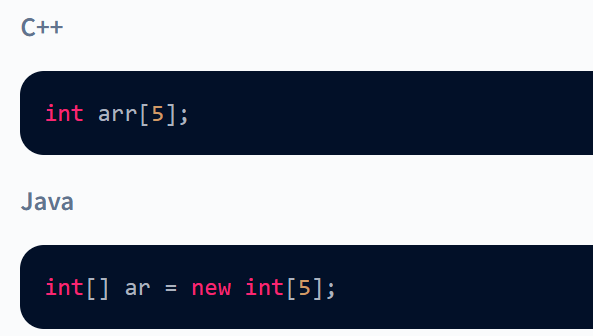 C++
int arr[5];
Java
int[] ar = new int[5];